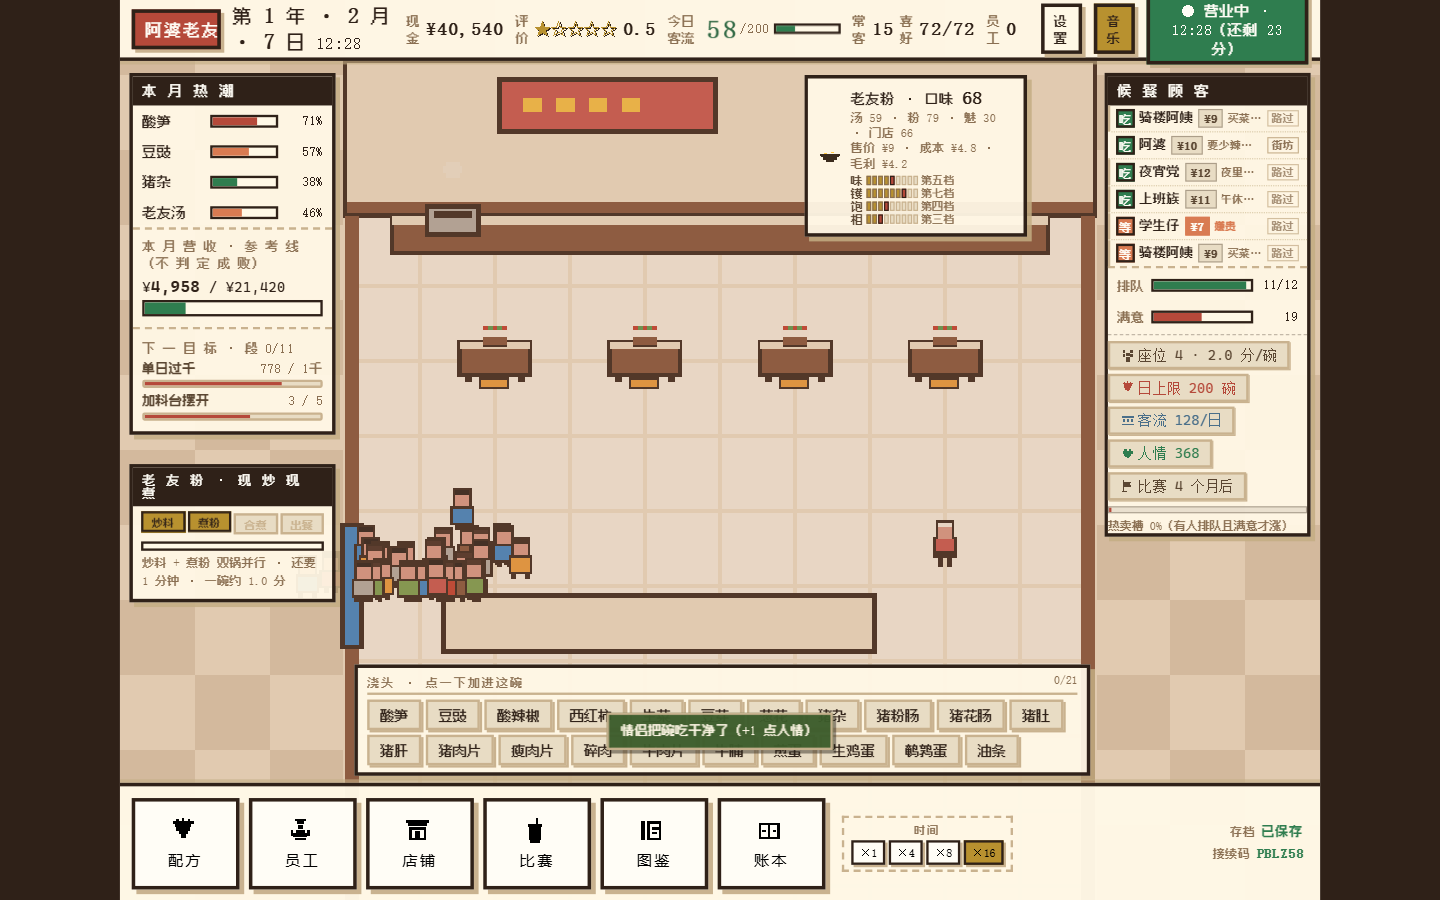 阿婆老友
第 1 年 · 2 月 · 7 日 12:28
现金 ¥40,540
评价 0.5
今日客流 58/200
常客 15
喜好 72/72
员工 0
设置
音乐
● 营业中 · 12:28 (还剩 23 分)
本月热潮
酸笋 71%
豆豉 57%
猪杂 38%
老友汤 46%
本月营收 · 参考线
(不判定成败)
¥4,958 / ¥21,420
下一目标 · 段 0/11
单日过千 778 / 1千
加料台摆开 3 / 5
老友粉 · 现炒现煮
炒料 煮粉 合煮 出餐
炒料 + 煮粉 双锅并行 · 还要
1 分钟 · 一碗约 1.0 分
老友粉 · 口味 68
汤 59 · 粉 79 · 魅 30
· 门店 66
售价 ¥9 · 成本 ¥4.8 ·
毛利 ¥4.2
味 第五档
镬 第七档
饱 第四档
相 第三档
候餐顾客
吃 骑楼阿姨 ¥9 买菜… 路过
吃 阿婆 ¥10 要少辣… 街坊
吃 夜宵党 ¥12 夜里… 路过
吃 上班族 ¥11 午休… 路过
等 学生仔 ¥7 嫌贵 路过
等 骑楼阿姨 ¥9 买菜… 路过
排队 11/12
满意 19
座位 4 · 2.0 分/碗
日上限 200 碗
客流 128/日
人情 368
比赛 4 个月后
热卖槽 0% (有人排队且满意才涨)
浇头 · 点一下加进这碗 0/21
酸笋 豆豉 酸辣椒 西红柿 猪粉肠 猪花肠 猪肚
猪肝 猪肉片 瘦肉片 碎肉 生鸡蛋 鹌鹑蛋 油条
情侣把碗吃干净了 (+1 点人情)
配方
员工
店铺
比赛
图鉴
账本
时间
×1 ×4 ×8 ×16
存档 已保存
接续码 PBLZ58